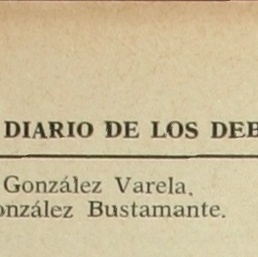 DIARIO DE LOS DEB
González Varela.
onzález Bustamante.